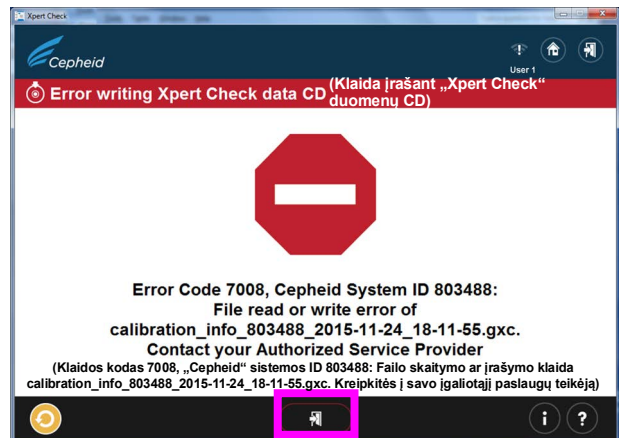 Xpert Check
Cepheid
User 1
Error writing Xpert Check data CD
(Klaida įrašant „Xpert Check“
duomenų CD)
Error Code 7008, Cepheid System ID 803488:
File read or write error of
calibration_info_803488_2015-11-24_18-11-55.gxc.
Contact your Authorized Service Provider
(Klaidos kodas 7008, „Cepheid“ sistemos ID 803488: Failo skaitymo ar įrašymo klaida
calibration_info_803488_2015-11-24_18-11-55.gxc. Kreipkitės į savo įgaliotąjį paslaugų teikėją)
i ?